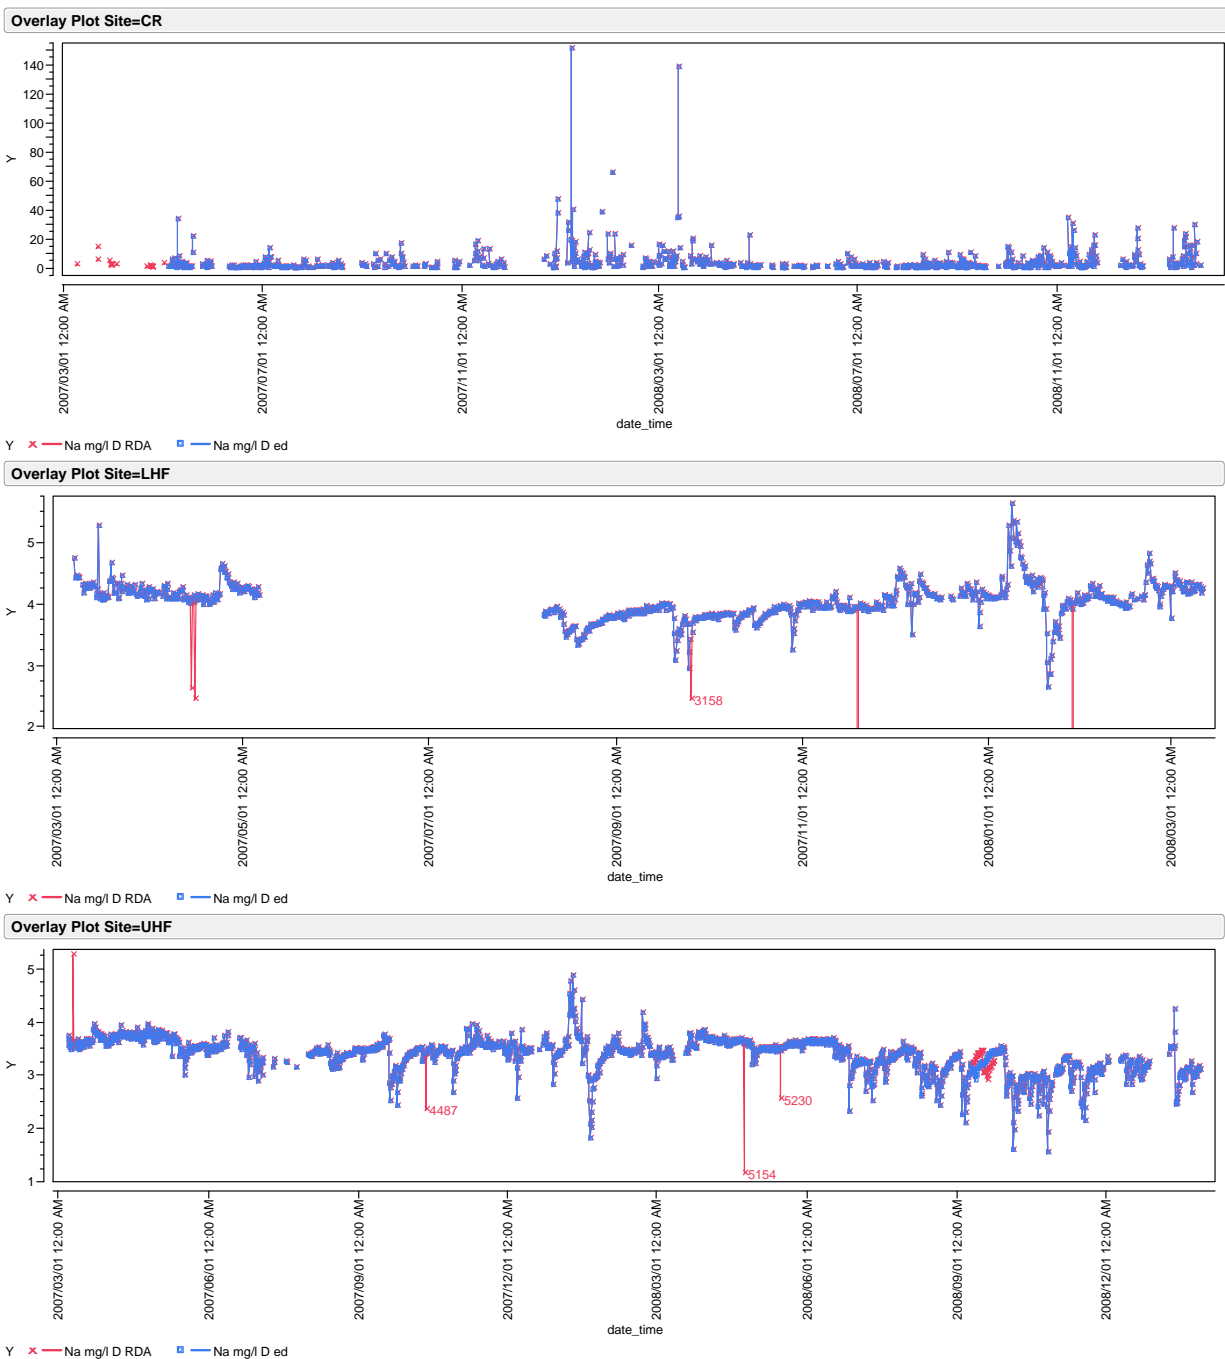 Overlay Plot Site=CR
140
120
100
80
60
40
20
0
Y
2007/03/01 12:00 AM
2007/07/01 12:00 AM
2007/11/01 12:00 AM
2008/03/01 12:00 AM
2008/07/01 12:00 AM
2008/11/01 12:00 AM
date_time
Y Na mg/l D RDA Na mg/l D ed
Overlay Plot Site=LHF
5
4
3
2
Y
3158
2007/03/01 12:00 AM
2007/05/01 12:00 AM
2007/07/01 12:00 AM
2007/09/01 12:00 AM
2007/11/01 12:00 AM
2008/01/01 12:00 AM
2008/03/01 12:00 AM
date_time
Y Na mg/l D RDA Na mg/l D ed
Overlay Plot Site=UHF
5
4
3
2
1
Y
4487
5230
5154
2007/03/01 12:00 AM
2007/06/01 12:00 AM
2007/09/01 12:00 AM
2007/12/01 12:00 AM
2008/03/01 12:00 AM
2008/06/01 12:00 AM
2008/09/01 12:00 AM
2008/12/01 12:00 AM
date_time
Y Na mg/l D RDA Na mg/l D ed